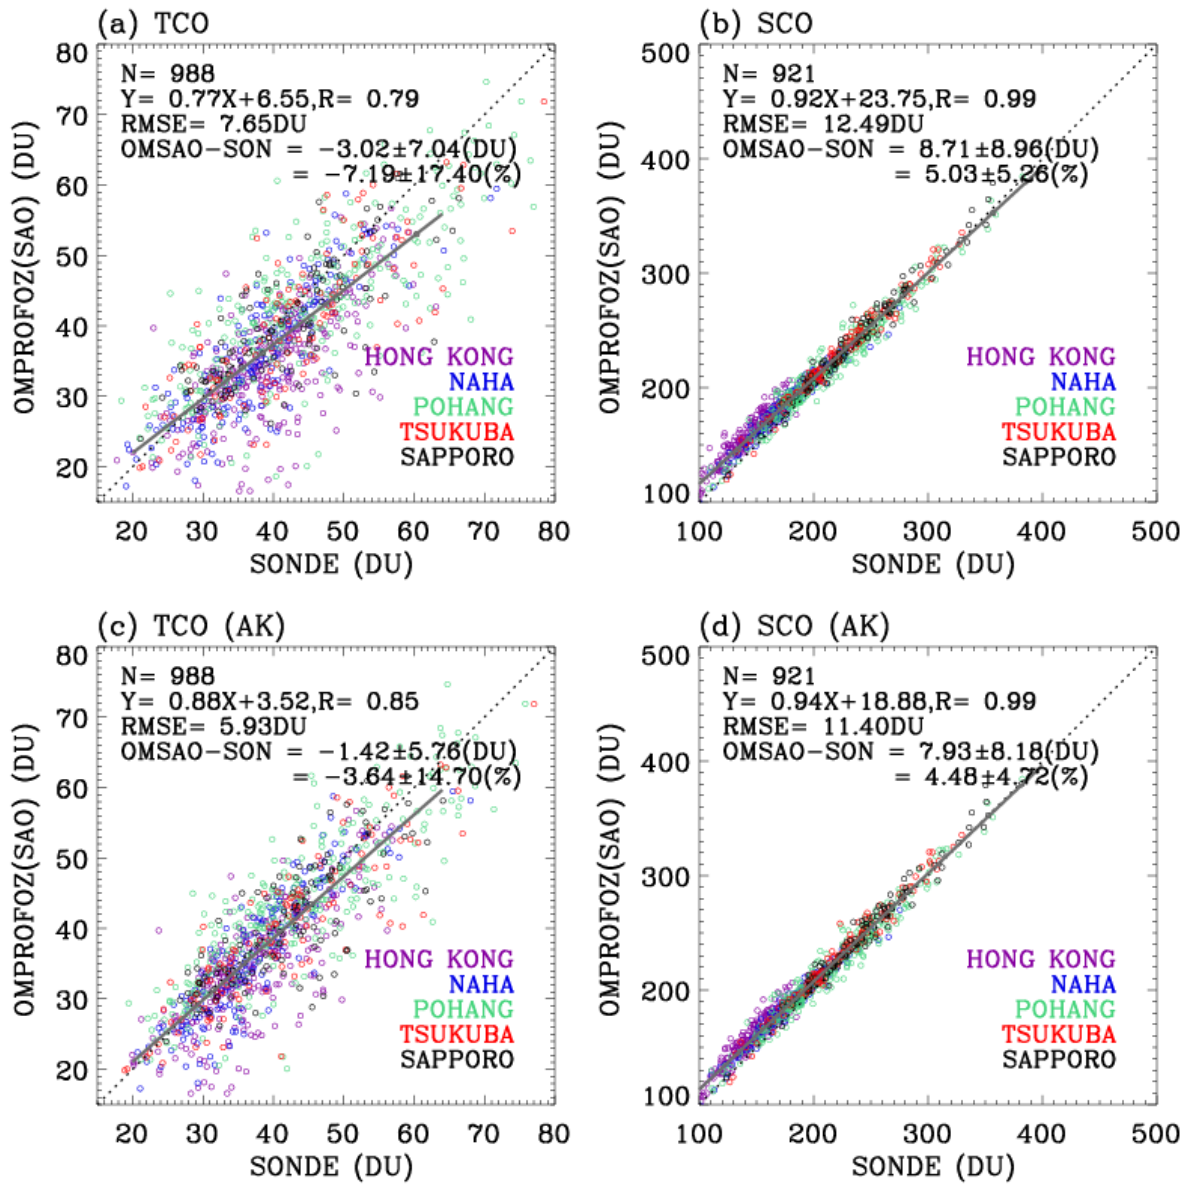 (a) TCO
N= 988
Y= 0.77X+6.55,R= 0.79
RMSE= 7.65DU
OMSAO-SON = -3.02±7.04(DU)
= -7.19±17.40(%)
HONG KONG
NAHA
POHANG
TSUKUBA
SAPPORO
80
70
60
50
40
30
20
OMPROFOZ(SAO) (DU)
20 30 40 50 60 70 80
SONDE (DU)
(b) SCO
N= 921
Y= 0.92X+23.75,R= 0.99
RMSE= 12.49DU
OMSAO-SON = 8.71±8.96(DU)
= 5.03±5.26(%)
HONG KONG
NAHA
POHANG
TSUKUBA
SAPPORO
500
400
300
200
100
OMPROFOZ(SAO) (DU)
100 200 300 400 500
SONDE (DU)
(c) TCO (AK)
N= 988
Y= 0.88X+3.52,R= 0.85
RMSE= 5.93DU
OMSAO-SON = -1.42±5.76(DU)
= -3.64±14.70(%)
HONG KONG
NAHA
POHANG
TSUKUBA
SAPPORO
80
70
60
50
40
30
20
OMPROFOZ(SAO) (DU)
20 30 40 50 60 70 80
SONDE (DU)
(d) SCO (AK)
N= 921
Y= 0.94X+18.88,R= 0.99
RMSE= 11.40DU
OMSAO-SON = 7.93±8.18(DU)
= 4.48±4.72(%)
HONG KONG
NAHA
POHANG
TSUKUBA
SAPPORO
500
400
300
200
100
OMPROFOZ(SAO) (DU)
100 200 300 400 500
SONDE (DU)